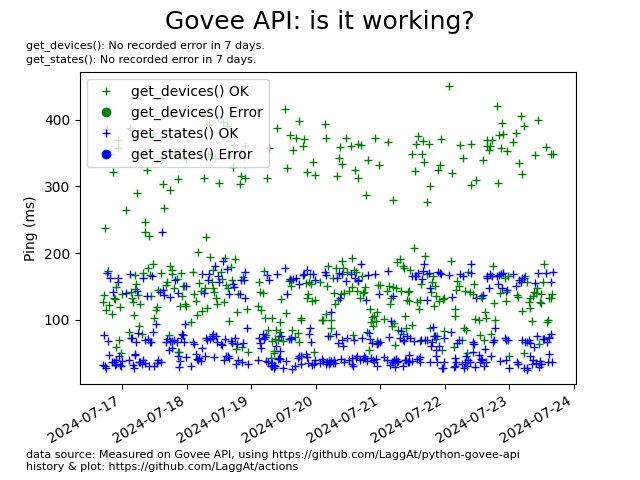 Govee API: is it working?
get_devices(): No recorded error in 7 days.
get_states(): No recorded error in 7 days.
get_devices() OK
get_devices() Error
get_states() OK
get_states() Error
400
300
200
100
Ping (ms)
2024-07-17
2024-07-18
2024-07-19
2024-07-20
2024-07-21
2024-07-22
2024-07-23
2024-07-24
data source: Measured on Govee API, using https://github.com/LaggAt/python-govee-api
history & plot: https://github.com/LaggAt/actions